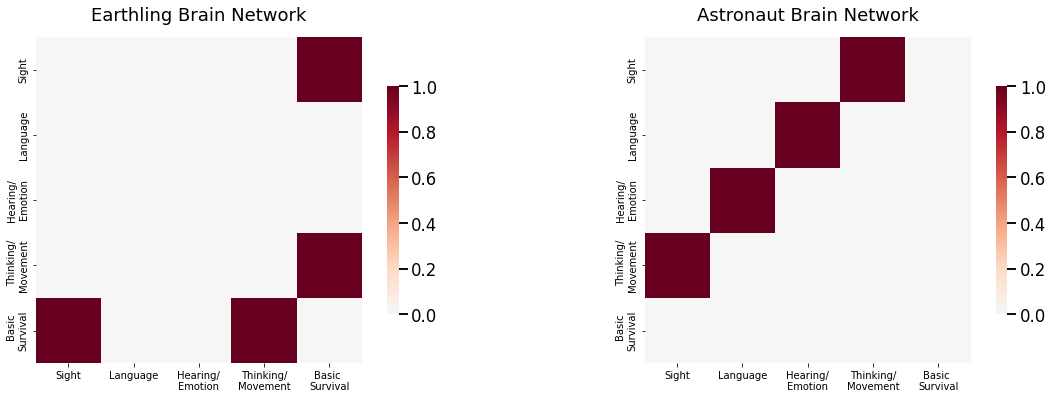 Earthling Brain Network
Astronaut Brain Network
Sight
Language
Hearing/
Emotion
Thinking/
Movement
Basic
Survival
1.0
0.8
0.6
0.4
0.2
0.0
Sight
Language
Hearing/
Emotion
Thinking/
Movement
Basic
Survival
Sight
Language
Hearing/
Emotion
Thinking/
Movement
Basic
Survival
1.0
0.8
0.6
0.4
0.2
0.0
Sight
Language
Hearing/
Emotion
Thinking/
Movement
Basic
Survival